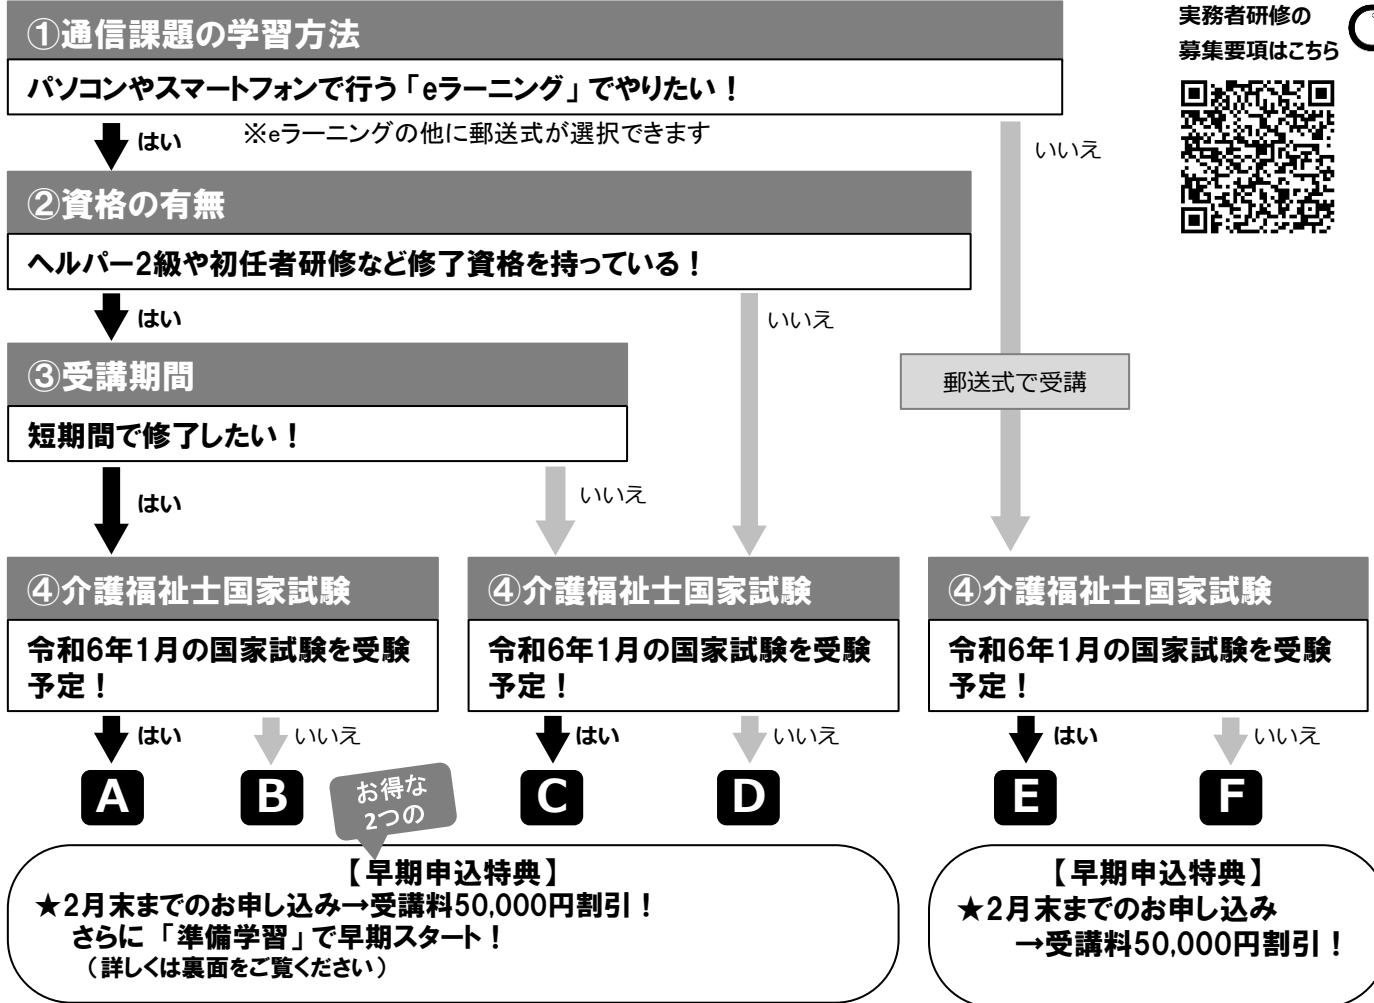 実務者研修の
募集要項はこちら
①通信課題の学習方法
パソコンやスマートフォンで行う「eラーニング」でやりたい！
はい
※eラーニングの他に郵送式が選択できます
いいえ
②資格の有無
ヘルパー2級や初任者研修など修了資格を持っている！
はい
いいえ
③受講期間
郵送式で受講
短期間で修了したい！
はい
いいえ
④介護福祉士国家試験
令和6年1月の国家試験を受験
予定！
はい
いいえ
A
B
④介護福祉士国家試験
令和6年1月の国家試験を受験
予定！
はい
いいえ
C
D
④介護福祉士国家試験
令和6年1月の国家試験を受験
予定！
はい
いいえ
E
F
お得な
2つの
【早期申込特典】
★2月末までのお申し込み→受講料50,000円割引！
さらに「準備学習」で早期スタート！
（詳しくは裏面をご覧ください）
【早期申込特典】
★2月末までのお申し込み
→受講料50,000円割引！